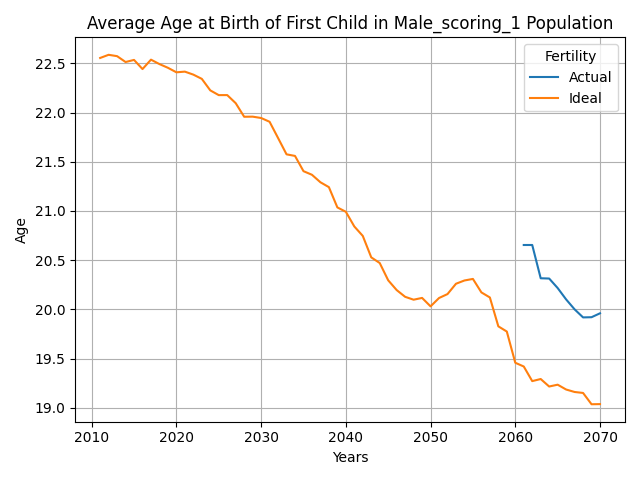 Average Age at Birth of First Child in Male_scoring_1 Population
Fertility
Actual
Ideal
22.5
22.0
21.5
21.0
20.5
20.0
19.5
19.0
Age
2010
2020
2030
2040
2050
2060
2070
Years